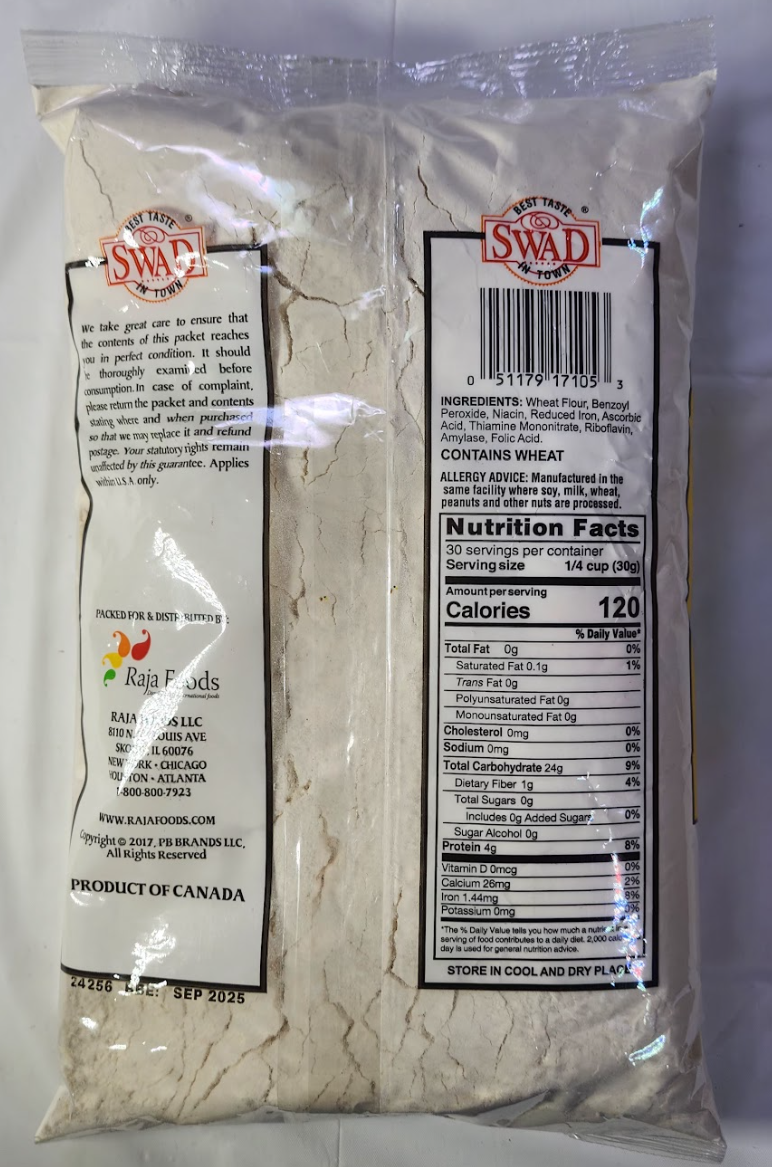 BEST TASTE ®
SWAD
IN TOWN
We take great care to ensure that
the contents of this packet reaches
you in perfect condition. It should
be thoroughly examined before
consumption. In case of complaint,
please return the packet and contents
stating where and when purchased
so that we may replace it and refund
postage. Your statutory rights remain
unaffected by this guarantee. Applies
within U.S.A. only.
PACKED FOR & DISTRIBUTED BY:
Raja Foods
RAJA FOODS LLC
8110 N. LOUIS AVE
SKOKIE, IL 60076
NEW YORK • CHICAGO
HOUSTON • ATLANTA
1-800-800-7923
WWW.RAJAFOODS.COM
Copyright © 2017, PB BRANDS LLC,
All Rights Reserved
PRODUCT OF CANADA
24256 BBE: SEP 2025
BEST TASTE ®
SWAD
IN TOWN
0 51179 17105 3
INGREDIENTS: Wheat Flour, Benzoyl
Peroxide, Niacin, Reduced Iron, Ascorbic
Acid, Thiamine Mononitrate, Riboflavin,
Amylase, Folic Acid.
CONTAINS WHEAT
ALLERGY ADVICE: Manufactured in the
same facility where soy, milk, wheat,
peanuts and other nuts are processed.
Nutrition Facts
30 servings per container
Serving size 1/4 cup (30g)
Amount per serving
Calories 120
% Daily Value*
Total Fat 0g 0%
Saturated Fat 0.1g 1%
Trans Fat 0g
Polyunsaturated Fat 0g
Monounsaturated Fat 0g
Cholesterol 0mg 0%
Sodium 0mg 0%
Total Carbohydrate 24g 9%
Dietary Fiber 1g 4%
Total Sugars 0g
Includes 0g Added Sugars 0%
Sugar Alcohol 0g
Protein 4g 8%
Vitamin D 0mcg 0%
Calcium 26mg 2%
Iron 1.44mg 8%
Potassium 0mg 0%
*The % Daily Value tells you how much a nutrient
serving of food contributes to a daily diet. 2,000 calories
day is used for general nutrition advice.
STORE IN COOL AND DRY PLACE